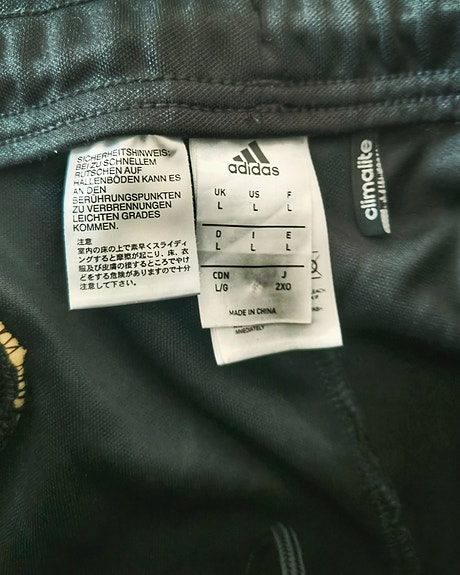 SICHERHEITSHINWEIS:
BEI ZU SCHNELLEM
RUTSCHEN AUF
HALLENBÖDEN KANN ES
AN DEN
BERÜHRUNGSPUNKTEN
ZU VERBRENNUNGEN
LEICHTEN GRADES
KOMMEN.
注意
室内の床の上で素早くスライディ
ングすると摩擦が起こり、床、衣
服及び皮膚の接するところでやけ
どをする危険がありますので十分
注意して下さい。
adidas
UK US F
L L L
D I E
L L L
CDN J
L/G 2XO
MADE IN CHINA
IMMEDIATELY
climalite